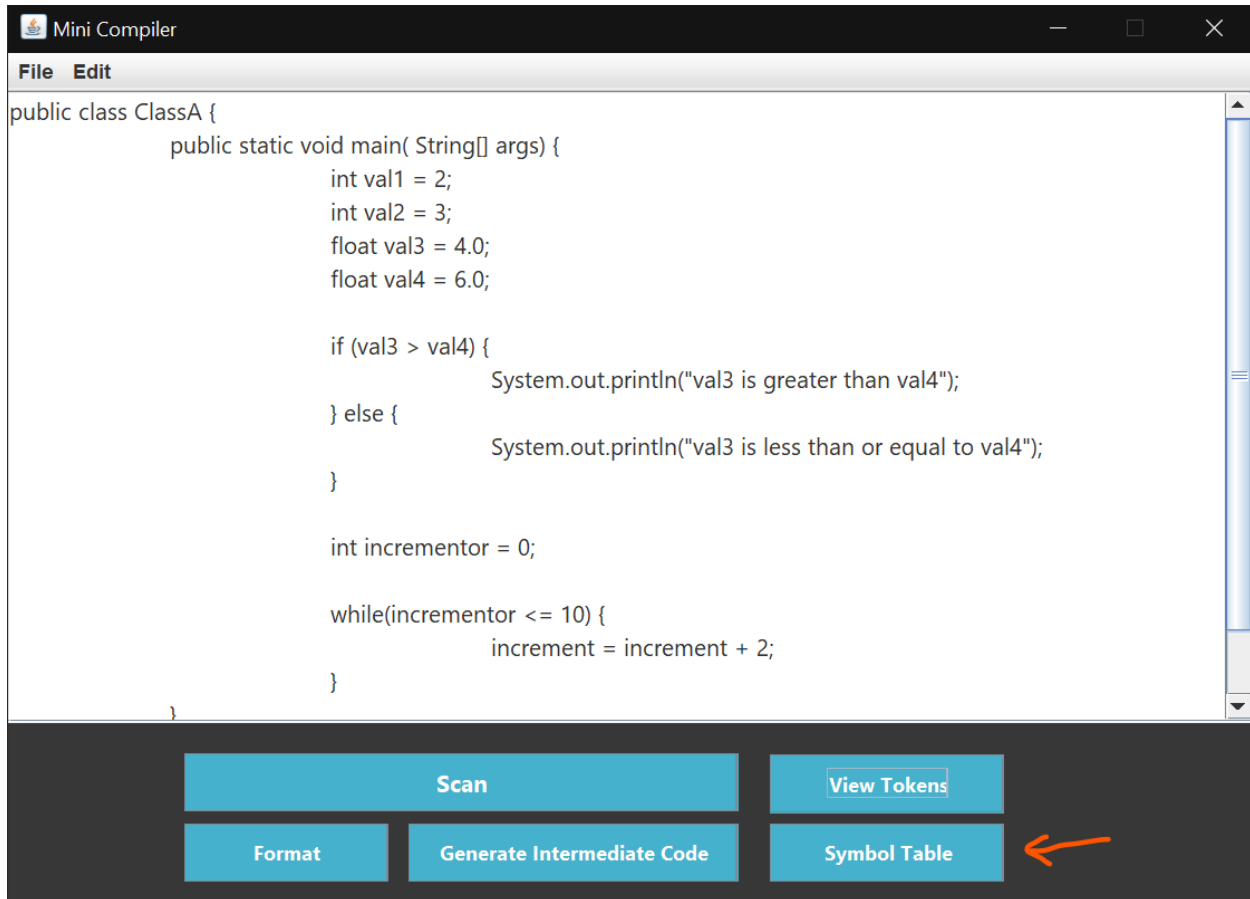 Mini Compiler
File Edit
public class ClassA {
public static void main( String[] args) {
int val1 = 2;
int val2 = 3;
float val3 = 4.0;
float val4 = 6.0;
if (val3 > val4) {
System.out.println("val3 is greater than val4");
} else {
System.out.println("val3 is less than or equal to val4");
}
int incrementor = 0;
while(incrementor <= 10) {
increment = increment + 2;
}
}
Scan View Tokens
Format Generate Intermediate Code Symbol Table